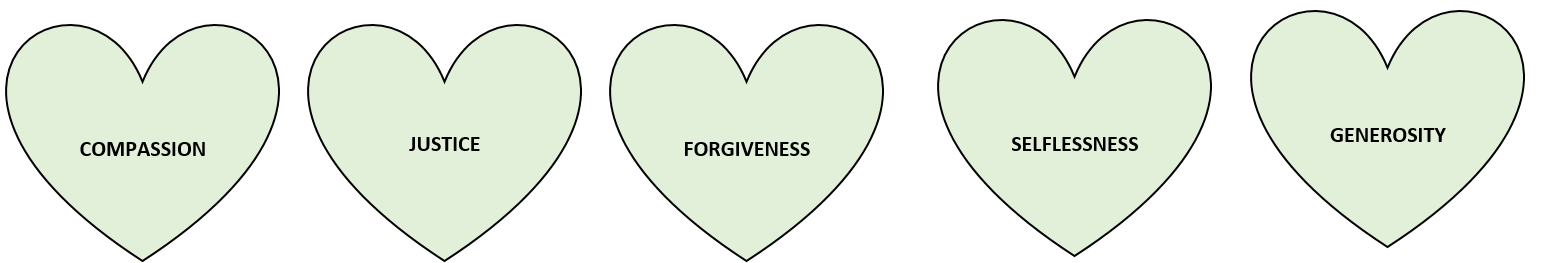 COMPASSION
JUSTICE
FORGIVENESS
SELFLESSNESS
GENEROSITY